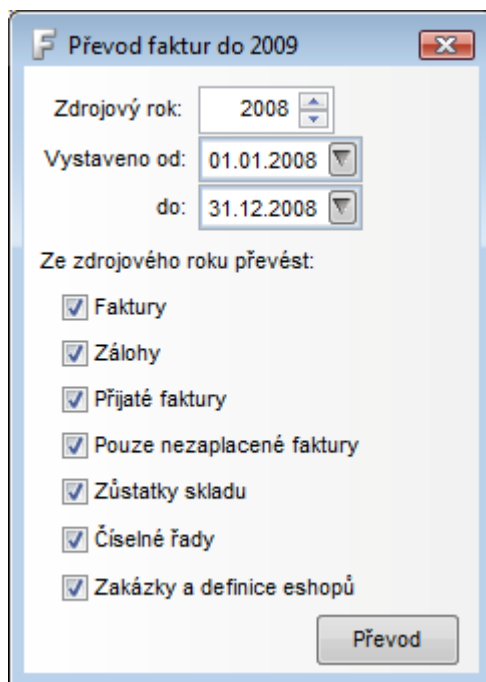 F Převod faktur do 2009
Zdrojový rok: 2008
Vystaveno od: 01.01.2008
do: 31.12.2008
Ze zdrojového roku převést:
Faktury
Zálohy
Přijaté faktury
Pouze nezaplacené faktury
Zůstatky skladu
Číselné řady
Zakázky a definice eshopů
Převod